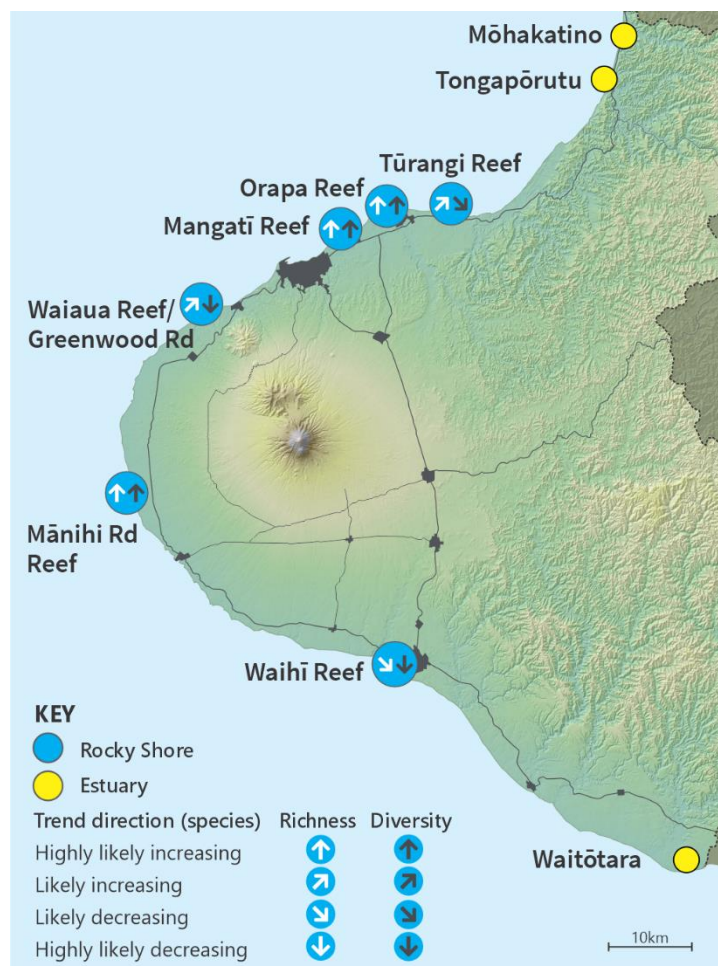 Mōhakatino
Tongapōrutu
Tūrangi Reef
Orapa Reef
Mangatī Reef
Waiaua Reef/
Greenwood Rd
Mānihi Rd
Reef
Waihī Reef
Waitōtara
KEY
Rocky Shore
Estuary
Trend direction (species) Richness Diversity
Highly likely increasing
Likely increasing
Likely decreasing
Highly likely decreasing
10km